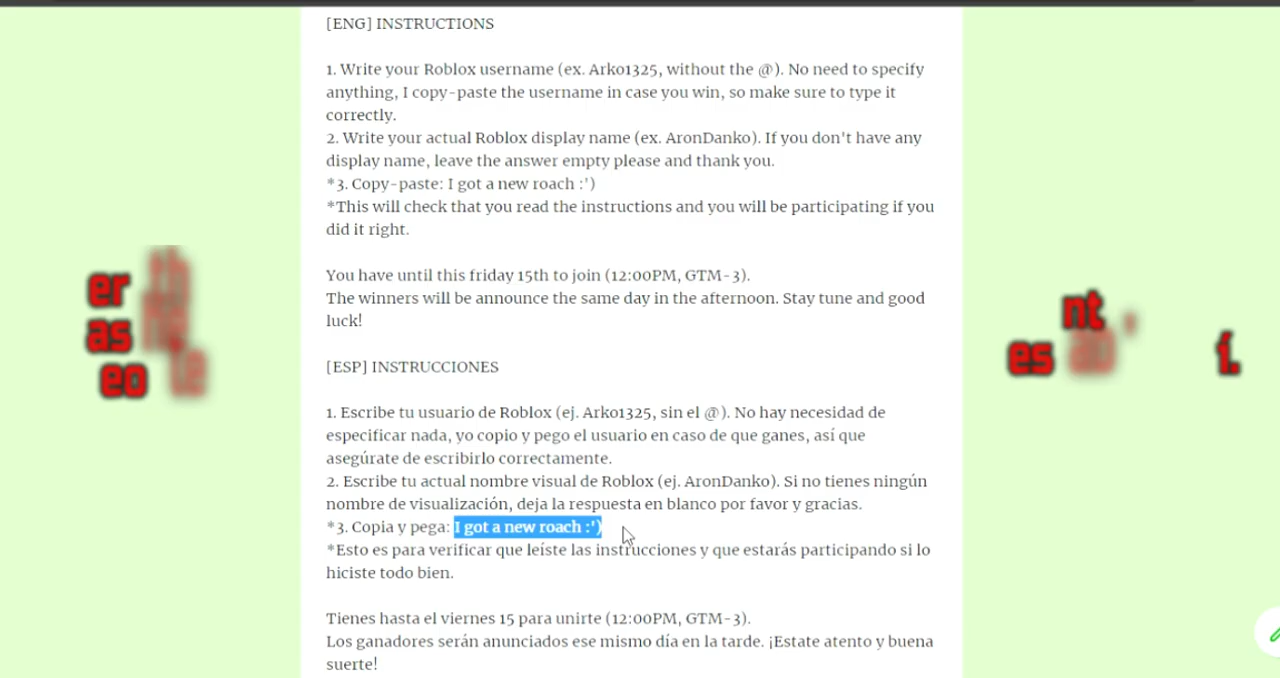 [ENG] INSTRUCTIONS
1. Write your Roblox username (ex. Arko1325, without the @). No need to specify
anything, I copy-paste the username in case you win, so make sure to type it
correctly.
2. Write your actual Roblox display name (ex. AronDanko). If you don't have any
display name, leave the answer empty please and thank you.
*3. Copy-paste: I got a new roach :')
*This will check that you read the instructions and you will be participating if you
did it right.
You have until this friday 15th to join (12:00PM, GTM-3).
The winners will be announce the same day in the afternoon. Stay tune and good
luck!
[ESP] INSTRUCCIONES
1. Escribe tu usuario de Roblox (ej. Arko1325, sin el @). No hay necesidad de
especificar nada, yo copio y pego el usuario en caso de que ganes, así que
asegúrate de escribirlo correctamente.
2. Escribe tu actual nombre visual de Roblox (ej. AronDanko). Si no tienes ningún
nombre de visualización, deja la respuesta en blanco por favor y gracias.
*3. Copia y pega: I got a new roach :')
*Esto es para verificar que leíste las instrucciones y que estarás participando si lo
hiciste todo bien.
Tienes hasta el viernes 15 para unirte (12:00PM, GTM-3).
Los ganadores serán anunciados ese mismo día en la tarde. ¡Estate atento y buena
suerte!
er
as
eo
nt
es
í.